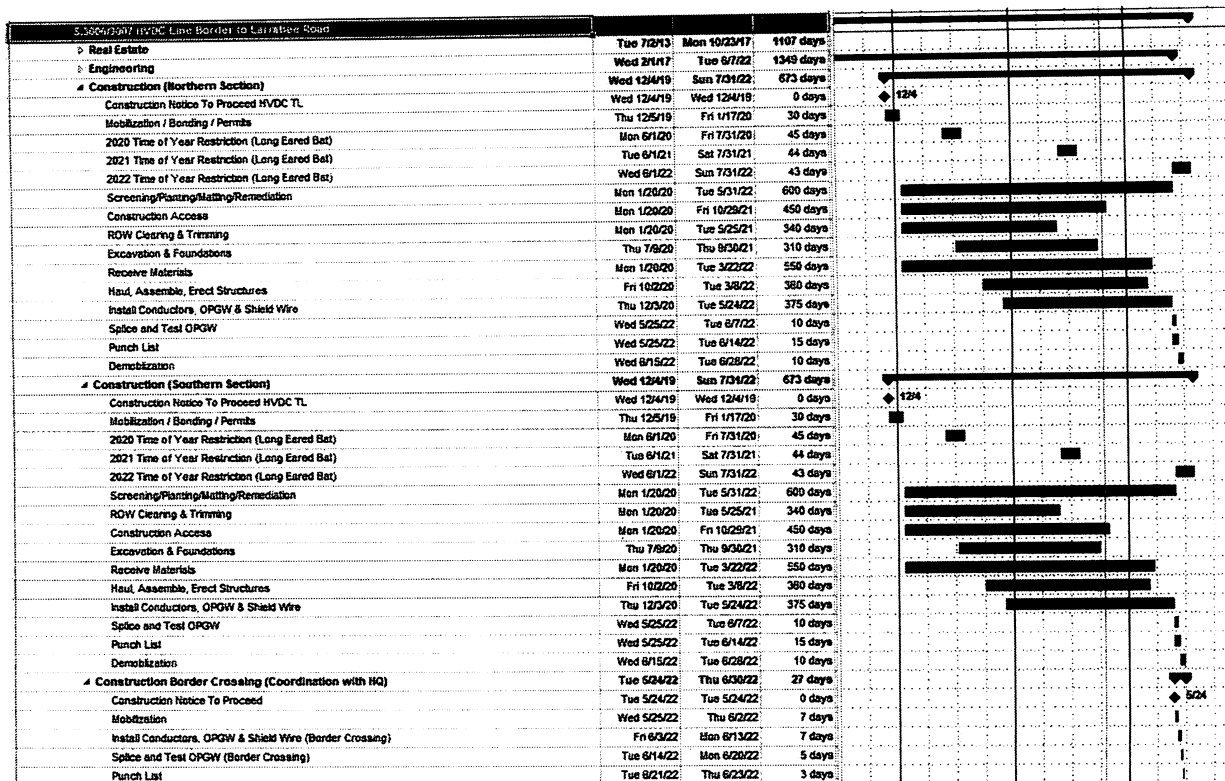 S.3006/3007 HVDC Line Border to Larrabee Road
▷ Real Estate Tue 7/2/13 Mon 10/23/17 1107 days
▷ Engineering Wed 2/1/17 Tue 6/7/22 1349 days
◢ Construction (Northern Section) Wed 12/4/19 Sun 7/31/22 673 days
Construction Notice To Proceed HVDC TL Wed 12/4/19 Wed 12/4/19 0 days 12/4
Mobilization / Bonding / Permits Thu 12/5/19 Fri 1/17/20 30 days
2020 Time of Year Restriction (Long Eared Bat) Mon 6/1/20 Fri 7/31/20 45 days
2021 Time of Year Restriction (Long Eared Bat) Tue 6/1/21 Sat 7/31/21 44 days
2022 Time of Year Restriction (Long Eared Bat) Wed 6/1/22 Sun 7/31/22 43 days
Screening/Planting/Matting/Remediation Mon 1/20/20 Tue 5/31/22 600 days
Construction Access Mon 1/20/20 Fri 10/29/21 450 days
ROW Clearing & Trimming Mon 1/20/20 Tue 5/25/21 340 days
Excavation & Foundations Thu 7/9/20 Thu 9/30/21 310 days
Receive Materials Mon 1/20/20 Tue 3/22/22 550 days
Haul, Assemble, Erect Structures Fri 10/2/20 Tue 3/8/22 360 days
Install Conductors, OPGW & Shield Wire Thu 12/3/20 Tue 5/24/22 375 days
Splice and Test OPGW Wed 5/25/22 Tue 6/7/22 10 days
Punch List Wed 5/25/22 Tue 6/14/22 15 days
Demoblization Wed 6/15/22 Tue 6/28/22 10 days
◢ Construction (Southern Section) Wed 12/4/19 Sun 7/31/22 673 days
Construction Notice To Proceed HVDC TL Wed 12/4/19 Wed 12/4/19 0 days 12/4
Mobilization / Bonding / Permits Thu 12/5/19 Fri 1/17/20 30 days
2020 Time of Year Restriction (Long Eared Bat) Mon 6/1/20 Fri 7/31/20 45 days
2021 Time of Year Restriction (Long Eared Bat) Tue 6/1/21 Sat 7/31/21 44 days
2022 Time of Year Restriction (Long Eared Bat) Wed 6/1/22 Sun 7/31/22 43 days
Screening/Planting/Matting/Remediation Mon 1/20/20 Tue 5/31/22 600 days
ROW Clearing & Trimming Mon 1/20/20 Tue 5/25/21 340 days
Construction Access Mon 1/20/20 Fri 10/29/21 450 days
Excavation & Foundations Thu 7/9/20 Thu 9/30/21 310 days
Receive Materials Mon 1/20/20 Tue 3/22/22 550 days
Haul, Assemble, Erect Structures Fri 10/2/20 Tue 3/8/22 360 days
Install Conductors, OPGW & Shield Wire Thu 12/3/20 Tue 5/24/22 375 days
Splice and Test OPGW Wed 5/25/22 Tue 6/7/22 10 days
Punch List Wed 5/25/22 Tue 6/14/22 15 days
Demoblization Wed 6/15/22 Tue 6/28/22 10 days
◢ Construction Border Crossing (Coordination with HQ) Tue 5/24/22 Thu 6/30/22 27 days
Construction Notice To Proceed Tue 5/24/22 Tue 5/24/22 0 days 5/24
Mobilization Wed 5/25/22 Thu 6/2/22 7 days
Install Conductors, OPGW & Shield Wire (Border Crossing) Fri 6/3/22 Mon 6/13/22 7 days
Splice and Test OPGW (Border Crossing) Tue 6/14/22 Mon 6/20/22 5 days
Punch List Tue 6/21/22 Thu 6/23/22 3 days